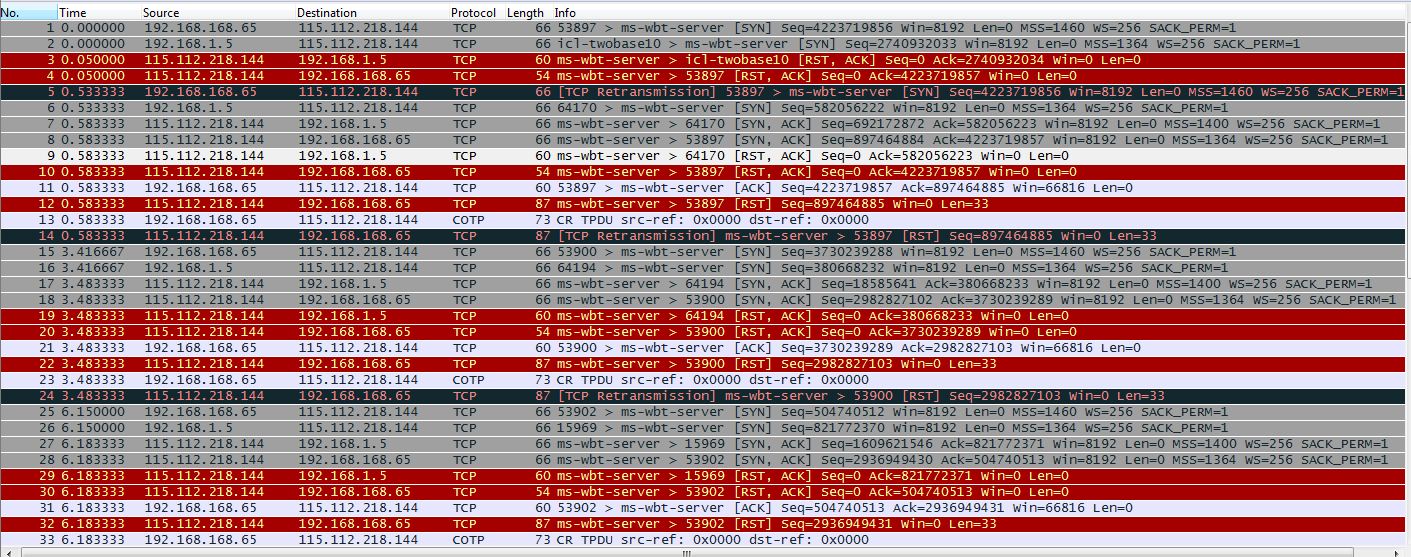 No. Time Source Destination Protocol Length Info
1 0.000000 192.168.168.65 115.112.218.144 TCP 66 53897 > ms-wbt-server [SYN] Seq=4223719856 Win=8192 Len=0 MSS=1460 WS=256 SACK_PERM=1
2 0.000000 192.168.1.5 115.112.218.144 TCP 66 icl-twobase10 > ms-wbt-server [SYN] Seq=2740932033 Win=8192 Len=0 MSS=1364 WS=256 SACK_PERM=1
3 0.050000 115.112.218.144 192.168.1.5 TCP 60 ms-wbt-server > icl-twobase10 [RST, ACK] Seq=0 Ack=2740932034 Win=0 Len=0
4 0.050000 115.112.218.144 192.168.168.65 TCP 54 ms-wbt-server > 53897 [RST, ACK] Seq=0 Ack=4223719857 Win=0 Len=0
5 0.533333 192.168.168.65 115.112.218.144 TCP 66 [TCP Retransmission] 53897 > ms-wbt-server [SYN] Seq=4223719856 Win=8192 Len=0 MSS=1460 WS=256 SACK_PERM=1
6 0.533333 192.168.1.5 115.112.218.144 TCP 66 64170 > ms-wbt-server [SYN] Seq=582056222 Win=8192 Len=0 MSS=1364 WS=256 SACK_PERM=1
7 0.583333 115.112.218.144 192.168.1.5 TCP 66 ms-wbt-server > 64170 [SYN, ACK] Seq=692172872 Ack=582056223 Win=8192 Len=0 MSS=1400 WS=256 SACK_PERM=1
8 0.583333 115.112.218.144 192.168.168.65 TCP 66 ms-wbt-server > 53897 [SYN, ACK] Seq=897464884 Ack=4223719857 Win=8192 Len=0 MSS=1364 WS=256 SACK_PERM=1
9 0.583333 115.112.218.144 192.168.1.5 TCP 60 ms-wbt-server > 64170 [RST, ACK] Seq=0 Ack=582056223 Win=0 Len=0
10 0.583333 115.112.218.144 192.168.168.65 TCP 54 ms-wbt-server > 53897 [RST, ACK] Seq=0 Ack=4223719857 Win=0 Len=0
11 0.583333 192.168.168.65 115.112.218.144 TCP 60 53897 > ms-wbt-server [ACK] Seq=4223719857 Ack=897464885 Win=66816 Len=0
12 0.583333 115.112.218.144 192.168.168.65 TCP 87 ms-wbt-server > 53897 [RST] Seq=897464885 Win=0 Len=33
13 0.583333 192.168.168.65 115.112.218.144 COTP 73 CR TPDU src-ref: 0x0000 dst-ref: 0x0000
14 0.583333 115.112.218.144 192.168.168.65 TCP 87 [TCP Retransmission] ms-wbt-server > 53897 [RST] Seq=897464885 Win=0 Len=33
15 3.416667 192.168.168.65 115.112.218.144 TCP 66 53900 > ms-wbt-server [SYN] Seq=3730239288 Win=8192 Len=0 MSS=1460 WS=256 SACK_PERM=1
16 3.416667 192.168.1.5 115.112.218.144 TCP 66 64194 > ms-wbt-server [SYN] Seq=380668232 Win=8192 Len=0 MSS=1364 WS=256 SACK_PERM=1
17 3.483333 115.112.218.144 192.168.1.5 TCP 66 ms-wbt-server > 64194 [SYN, ACK] Seq=18585641 Ack=380668233 Win=8192 Len=0 MSS=1400 WS=256 SACK_PERM=1
18 3.483333 115.112.218.144 192.168.168.65 TCP 66 ms-wbt-server > 53900 [SYN, ACK] Seq=2982827102 Ack=3730239289 Win=8192 Len=0 MSS=1364 WS=256 SACK_PERM=1
19 3.483333 115.112.218.144 192.168.1.5 TCP 60 ms-wbt-server > 64194 [RST, ACK] Seq=0 Ack=380668233 Win=0 Len=0
20 3.483333 115.112.218.144 192.168.168.65 TCP 54 ms-wbt-server > 53900 [RST, ACK] Seq=0 Ack=3730239289 Win=0 Len=0
21 3.483333 192.168.168.65 115.112.218.144 TCP 60 53900 > ms-wbt-server [ACK] Seq=3730239289 Ack=2982827103 Win=66816 Len=0
22 3.483333 115.112.218.144 192.168.168.65 TCP 87 ms-wbt-server > 53900 [RST] Seq=2982827103 Win=0 Len=33
23 3.483333 192.168.168.65 115.112.218.144 COTP 73 CR TPDU src-ref: 0x0000 dst-ref: 0x0000
24 3.483333 115.112.218.144 192.168.168.65 TCP 87 [TCP Retransmission] ms-wbt-server > 53900 [RST] Seq=2982827103 Win=0 Len=33
25 6.150000 192.168.168.65 115.112.218.144 TCP 66 53902 > ms-wbt-server [SYN] Seq=504740512 Win=8192 Len=0 MSS=1460 WS=256 SACK_PERM=1
26 6.150000 192.168.1.5 115.112.218.144 TCP 66 15969 > ms-wbt-server [SYN] Seq=821772370 Win=8192 Len=0 MSS=1364 WS=256 SACK_PERM=1
27 6.183333 115.112.218.144 192.168.1.5 TCP 66 ms-wbt-server > 15969 [SYN, ACK] Seq=1609621546 Ack=821772371 Win=8192 Len=0 MSS=1400 WS=256 SACK_PERM=1
28 6.183333 115.112.218.144 192.168.168.65 TCP 66 ms-wbt-server > 53902 [SYN, ACK] Seq=2936949430 Ack=504740513 Win=8192 Len=0 MSS=1364 WS=256 SACK_PERM=1
29 6.183333 115.112.218.144 192.168.1.5 TCP 60 ms-wbt-server > 15969 [RST, ACK] Seq=0 Ack=821772371 Win=0 Len=0
30 6.183333 115.112.218.144 192.168.168.65 TCP 54 ms-wbt-server > 53902 [RST, ACK] Seq=0 Ack=504740513 Win=0 Len=0
31 6.183333 192.168.168.65 115.112.218.144 TCP 60 53902 > ms-wbt-server [ACK] Seq=504740513 Ack=2936949431 Win=66816 Len=0
32 6.183333 115.112.218.144 192.168.168.65 TCP 87 ms-wbt-server > 53902 [RST] Seq=2936949431 Win=0 Len=33
33 6.183333 192.168.168.65 115.112.218.144 COTP 73 CR TPDU src-ref: 0x0000 dst-ref: 0x0000